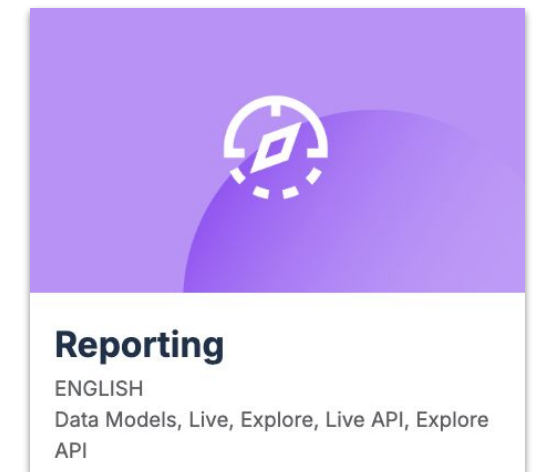 Reporting
ENGLISH
Data Models, Live, Explore, Live API, Explore
API